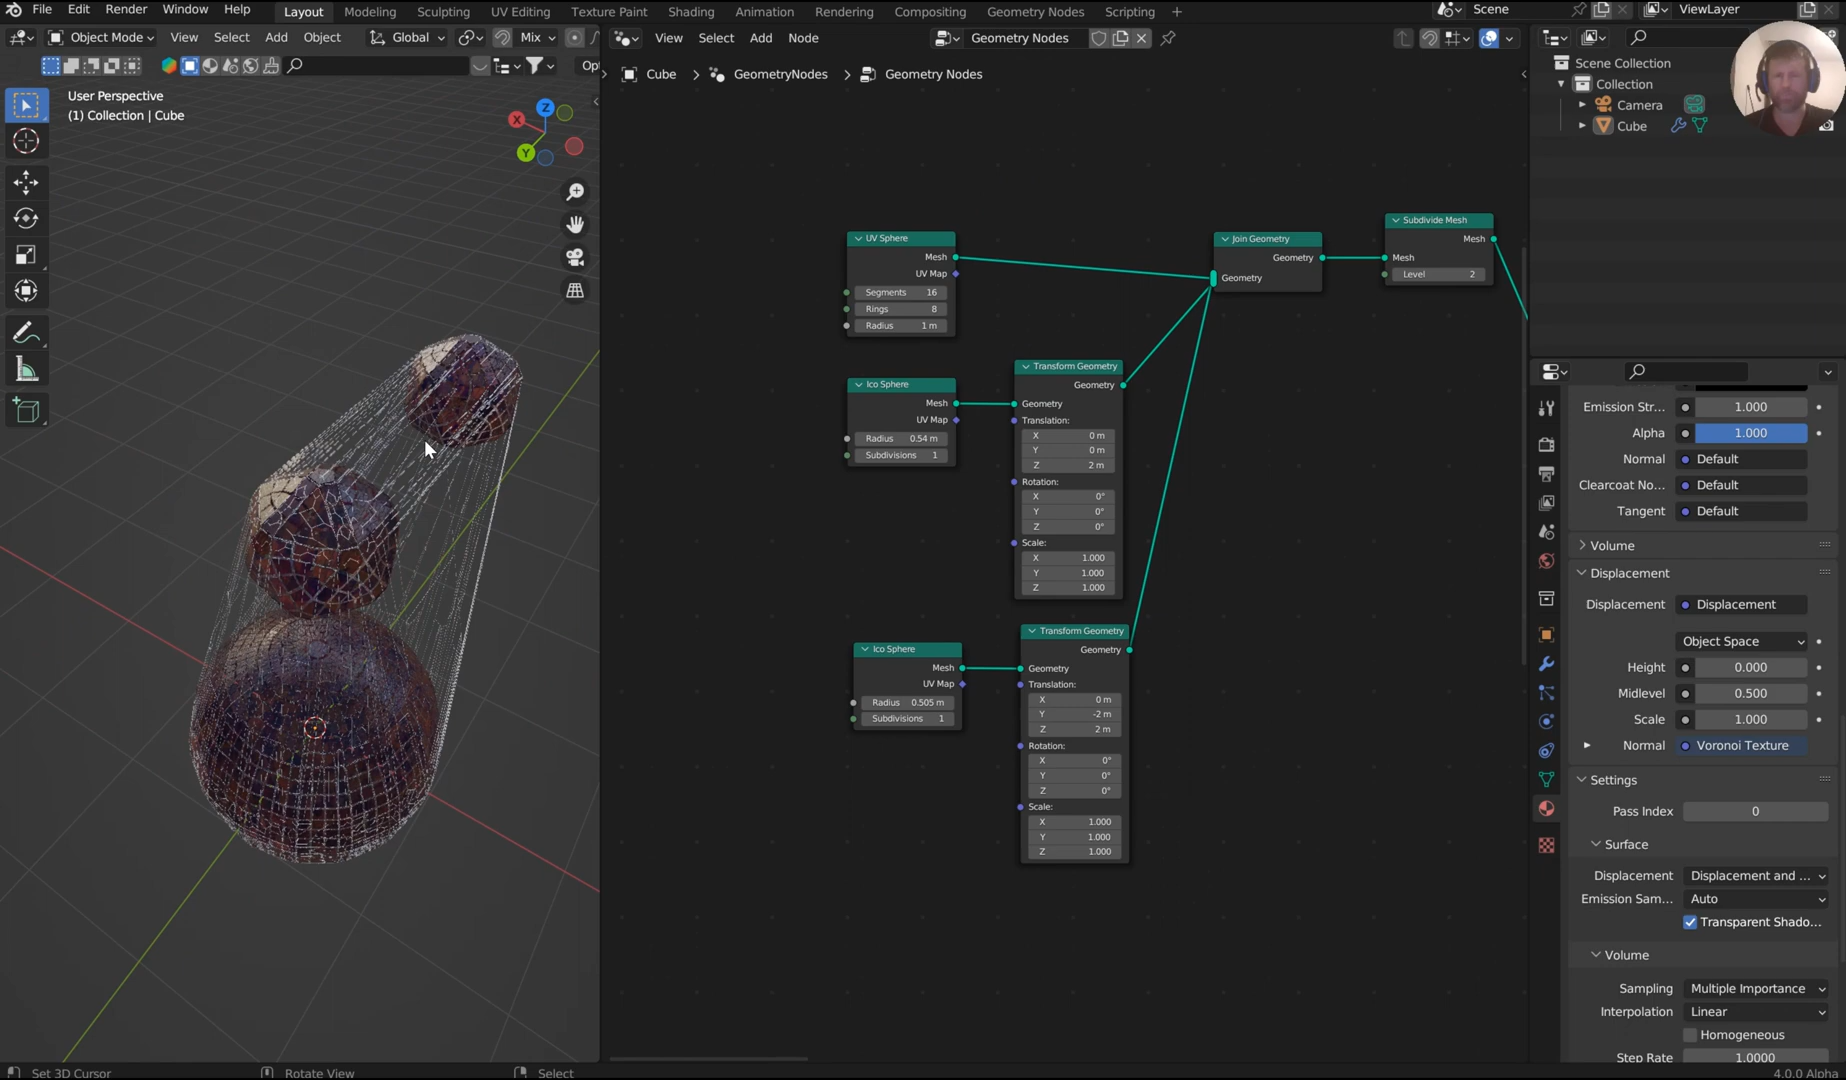 File Edit Render Window Help Layout Modeling Sculpting UV Editing Texture Paint Shading Animation Rendering Compositing Geometry Nodes Scripting + Scene ViewLayer
Object Mode View Select Add Object Global Mix View Select Add Node Geometry Nodes
Opt
Cube > GeometryNodes > Geometry Nodes
User Perspective
(1) Collection | Cube
Z
X
Y
Scene Collection
Collection
Camera
Cube
UV Sphere
Mesh
UV Map
Segments 16
Rings 8
Radius 1 m
Ico Sphere
Mesh
UV Map
Radius 0.54 m
Subdivisions 1
Transform Geometry
Geometry
Geometry
Translation:
X 0 m
Y 0 m
Z 2 m
Rotation:
X 0°
Y 0°
Z 0°
Scale:
X 1.000
Y 1.000
Z 1.000
Ico Sphere
Mesh
UV Map
Radius 0.505 m
Subdivisions 1
Transform Geometry
Geometry
Geometry
Translation:
X 0 m
Y -2 m
Z 2 m
Rotation:
X 0°
Y 0°
Z 0°
Scale:
X 1.000
Y 1.000
Z 1.000
Join Geometry
Geometry
Geometry
Subdivide Mesh
Mesh
Mesh
Level 2
Emission Str... 1.000
Alpha 1.000
Normal Default
Clearcoat No... Default
Tangent Default
Volume
Displacement
Displacement Displacement
Object Space
Height 0.000
Midlevel 0.500
Scale 1.000
Normal Voronoi Texture
Settings
Pass Index 0
Surface
Displacement Displacement and ...
Emission Sam... Auto
Transparent Shado...
Volume
Sampling Multiple Importance
Interpolation Linear
Homogeneous
Step Rate 1.0000
Set 3D Cursor Rotate View Select 4.0.0 Alpha